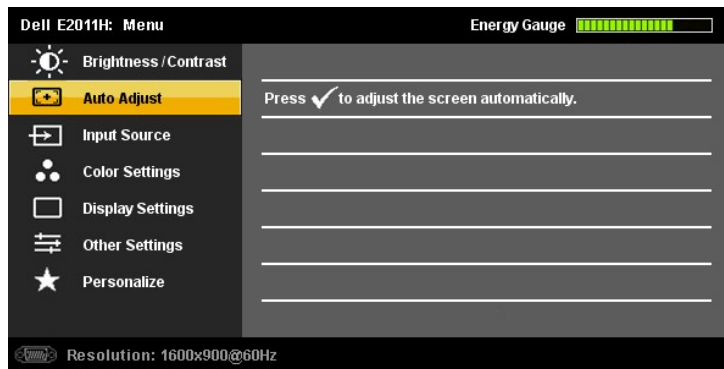 Dell E2011H: Menu
Energy Gauge
Brightness / Contrast
Auto Adjust
Press ✓ to adjust the screen automatically.
Input Source
Color Settings
Display Settings
Other Settings
Personalize
Resolution: 1600x900@60Hz